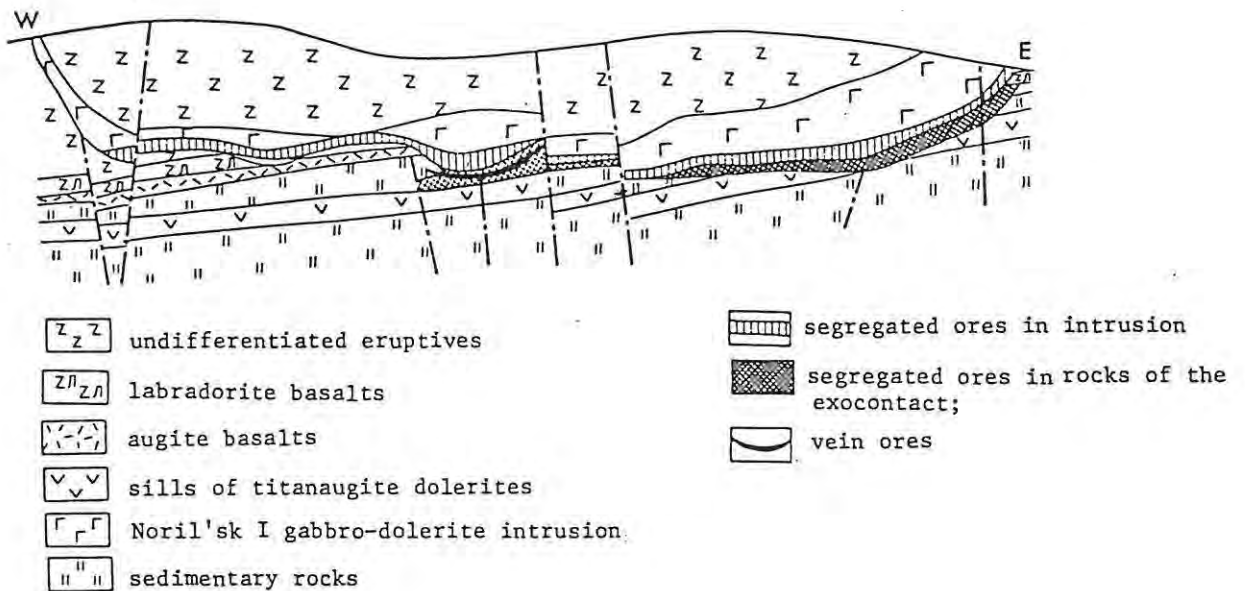 W
E
undifferentiated eruptives
labradorite basalts
augite basalts
sills of titanaugite dolerites
Noril'sk I gabbro-dolerite intrusion
sedimentary rocks
segregated ores in intrusion
segregated ores in rocks of the
exocontact;
vein ores